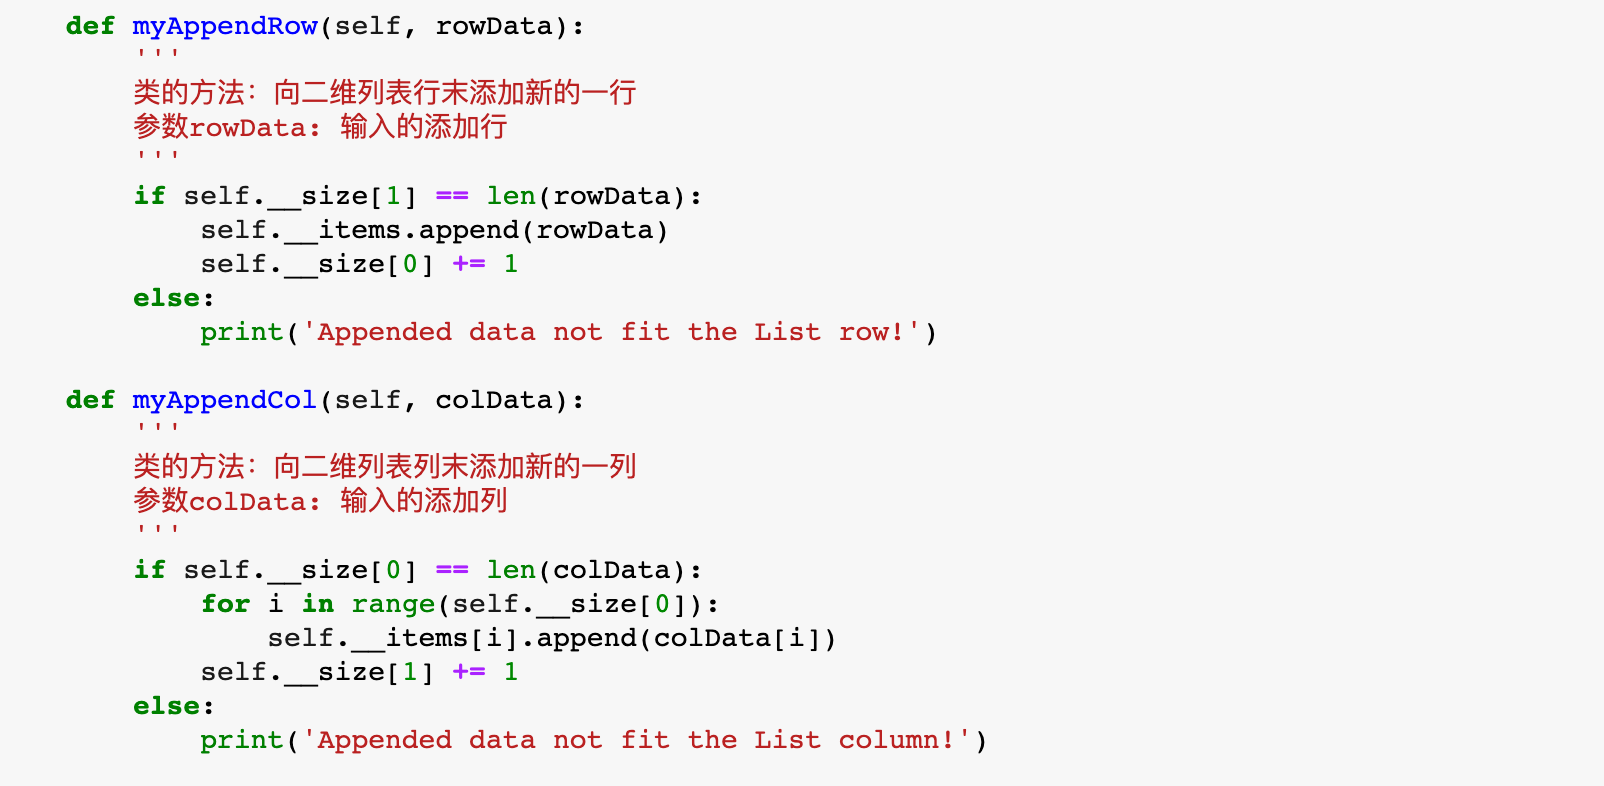 def myAppendRow(self, rowData):
'''
类的方法：向二维列表行末添加新的一行
参数rowData: 输入的添加行
'''
if self.__size[1] == len(rowData):
self.__items.append(rowData)
self.__size[0] += 1
else:
print('Appended data not fit the List row!')
def myAppendCol(self, colData):
'''
类的方法：向二维列表列末添加新的一列
参数colData: 输入的添加列
'''
if self.__size[0] == len(colData):
for i in range(self.__size[0]):
self.__items[i].append(colData[i])
self.__size[1] += 1
else:
print('Appended data not fit the List column!')